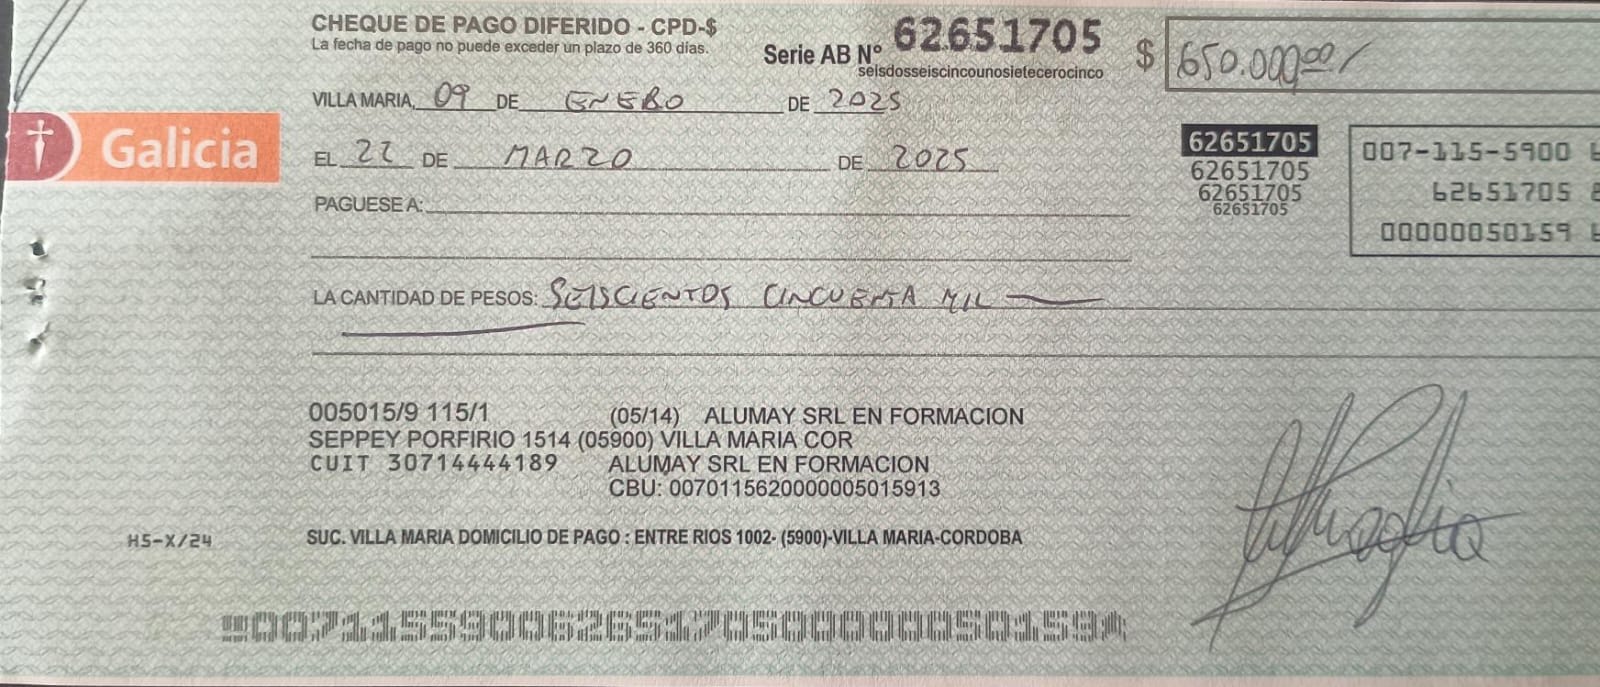 CHEQUE DE PAGO DIFERIDO - CPD-$
La fecha de pago no puede exceder un plazo de 360 días.
Serie AB Nº 62651705
seisdosseiscincounosietecerocinco
$ 650.000,00/
VILLA MARIA, 09 DE ENERO DE 2025
Galicia
EL 22 DE MARZO DE 2025
PAGUESE A:
62651705
62651705
62651705
62651705
007-115-5900
62651705
00000050159
LA CANTIDAD DE PESOS: SEISCIENTOS CINCUENTA MIL
005015/9 115/1 (05/14) ALUMAY SRL EN FORMACION
SEPPEY PORFIRIO 1514 (05900) VILLA MARIA COR
CUIT 30714444189 ALUMAY SRL EN FORMACION
CBU: 0070115620000005015913
HS-X/24
SUC. VILLA MARIA DOMICILIO DE PAGO : ENTRE RIOS 1002- (5900)-VILLA MARIA-CORDOBA